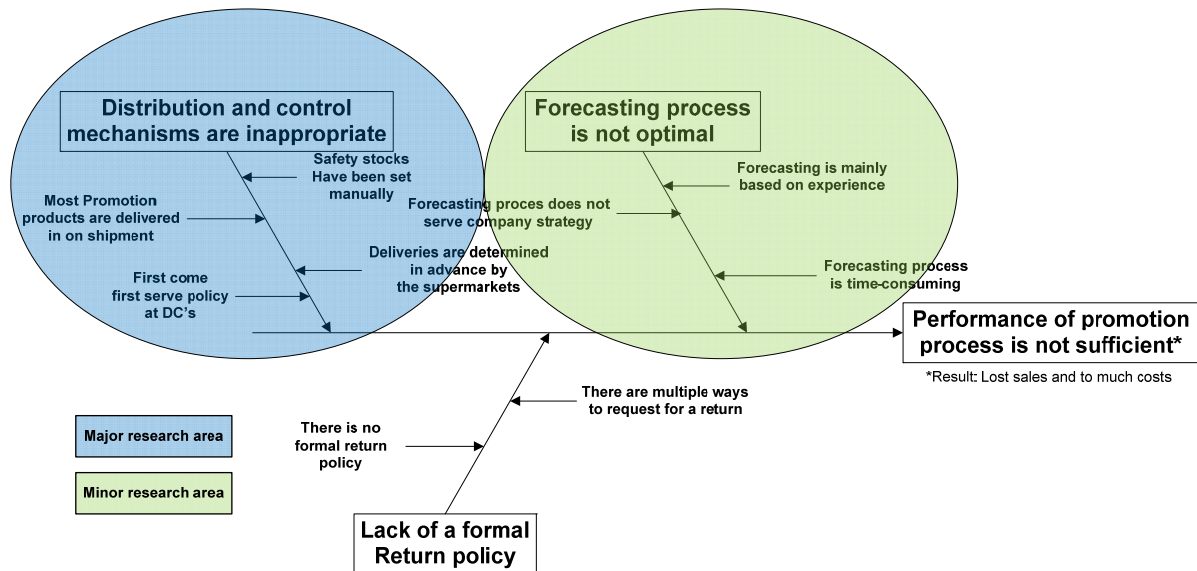 Distribution and control
mechanisms are inappropriate
Safety stocks
Have been set
manually
Most Promotion
products are delivered
in on shipment
Deliveries are determined
in advance by
the supermarkets
First come
first serve policy
at DC's
Forecasting process
is not optimal
Forecasting is mainly
based on experience
Forecasting proces does not
serve company strategy
Forecasting process
is time-consuming
Performance of promotion
process is not sufficient*
*Result: Lost sales and to much costs
There are multiple ways
to request for a return
There is no
formal return
policy
Lack of a formal
Return policy
Major research area
Minor research area